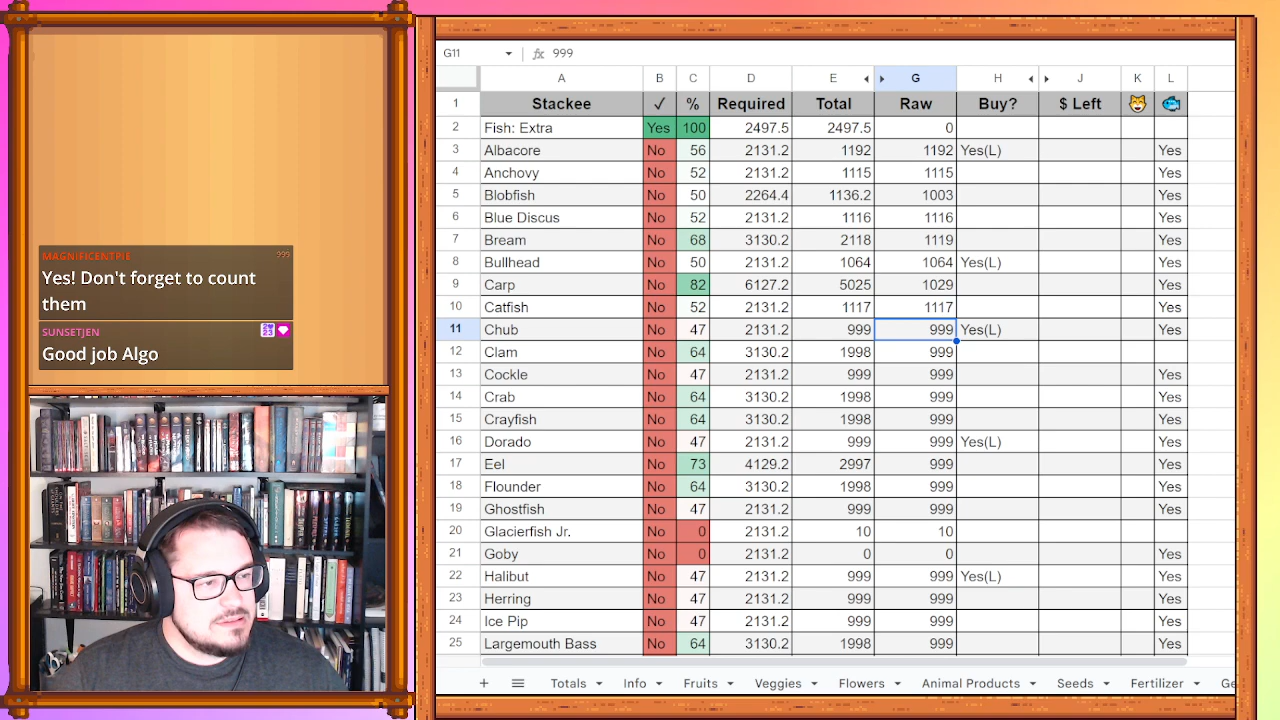 MAGNIFICENTPIE 999
Yes! Don't forget to count
them
SUNSETJEN
Good job Algo
G11 fx 999
A B C D E G H J K L
1 Stackee ✓ % Required Total Raw Buy? $ Left
2 Fish: Extra Yes 100 2497.5 2497.5 0
3 Albacore No 56 2131.2 1192 1192 Yes(L) Yes
4 Anchovy No 52 2131.2 1115 1115 Yes
5 Blobfish No 50 2264.4 1136.2 1003 Yes
6 Blue Discus No 52 2131.2 1116 1116 Yes
7 Bream No 68 3130.2 2118 1119 Yes
8 Bullhead No 50 2131.2 1064 1064 Yes(L) Yes
9 Carp No 82 6127.2 5025 1029 Yes
10 Catfish No 52 2131.2 1117 1117 Yes
11 Chub No 47 2131.2 999 999 Yes(L) Yes
12 Clam No 64 3130.2 1998 999
13 Cockle No 47 2131.2 999 999 Yes
14 Crab No 64 3130.2 1998 999 Yes
15 Crayfish No 64 3130.2 1998 999 Yes
16 Dorado No 47 2131.2 999 999 Yes(L) Yes
17 Eel No 73 4129.2 2997 999 Yes
18 Flounder No 64 3130.2 1998 999 Yes
19 Ghostfish No 47 2131.2 999 999 Yes
20 Glacierfish Jr. No 0 2131.2 10 10
21 Goby No 0 2131.2 0 0 Yes
22 Halibut No 47 2131.2 999 999 Yes(L) Yes
23 Herring No 47 2131.2 999 999 Yes
24 Ice Pip No 47 2131.2 999 999 Yes
25 Largemouth Bass No 64 3130.2 1998 999 Yes
+ Totals Info Fruits Veggies Flowers Animal Products Seeds Fertilizer Ge